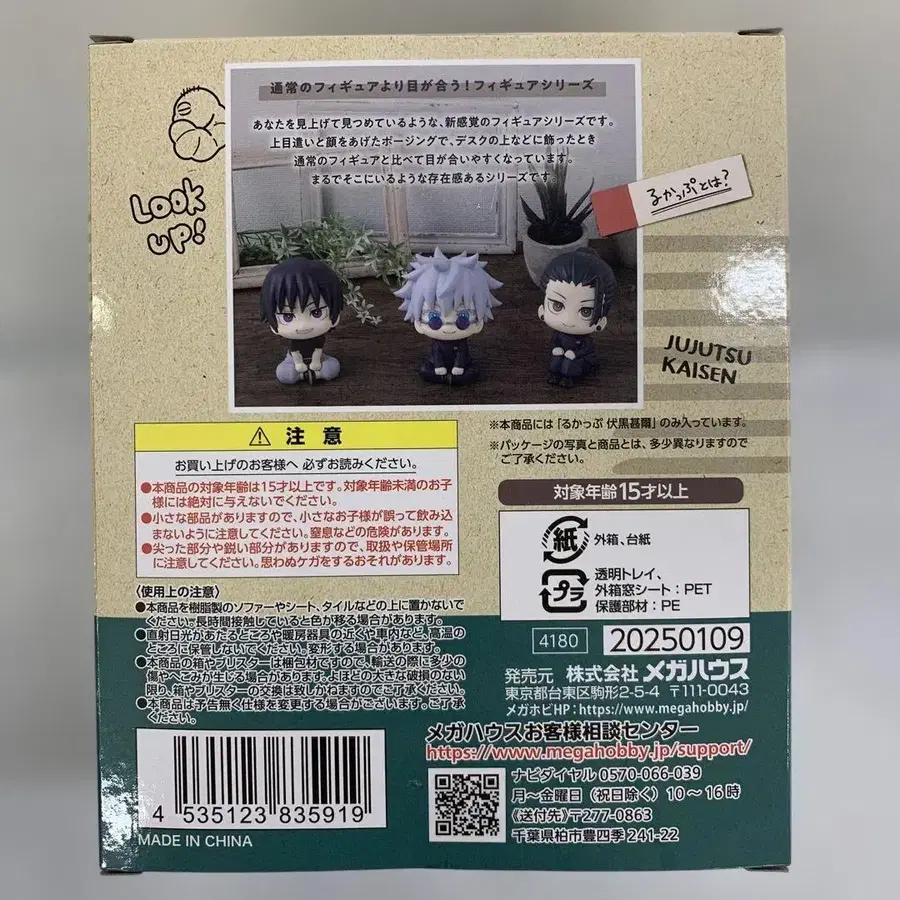 通常のフィギュアより目が合う!フィギュアシリーズ
あなたを見上げて見つめているような、新感覚のフィギュアシリーズです。
上目遣いと顔をあげたポージングで、デスクの上などに飾ったとき
通常のフィギュアと比べて目が合いやすくなっています。
まるでそこにいるような存在感あるシリーズです。
るかっぷとは?
LOOK
UP!
JUJUTSU
KAISEN
※本商品には「るかっぷ 伏黒甚爾」のみ入っています。
※パッケージの写真と商品とは、多少異なりますので
ご了承ください。
注意
お買い上げのお客様へ 必ずお読みください。
●本商品の対象年齢は15才以上です。対象年齢未満のお子
様には絶対に与えないでください。
●小さな部品がありますので、小さなお子様が誤って飲み込
まないように注意してください。窒息などの危険があります。
●尖った部分や鋭い部分がありますので、取扱や保管場所
に注意してください。思わぬケガをするおそれがあります。
〈使用上の注意〉
●本商品を樹脂製のソファーやシート、タイルなどの上に置かないで
ください。長時間接触していると色が移る場合があります。
●直射日光があたるところや暖房器具の近くや車内など、高温の
ところに保管しないでください。変形する場合があります。
●本商品の箱やブリスターは梱包材ですので、輸送の際に多少の
傷やへこみが生じる場合があります。よほどの大きな破損のない
限り、箱やブリスターの交換は致しかねますのでご了承ください。
●本商品は予告無く仕様を変更する場合がございます。ご了承
ください。
対象年齢15才以上
紙
外箱、台紙
プラ
透明トレイ、
外箱窓シート:PET
保護部材:PE
4180
20250109
発売元 株式会社メガハウス
東京都台東区駒形2-5-4 〒111-0043
メガホビHP:https://www.megahobby.jp/
メガハウスお客様相談センター
https://www.megahobby.jp/support/
ナビダイヤル 0570-066-039
月〜金曜日(祝日除く)10〜16時
〈送付先〉〒277-0863
千葉県柏市豊四季241-22
4 535123 835919
MADE IN CHINA